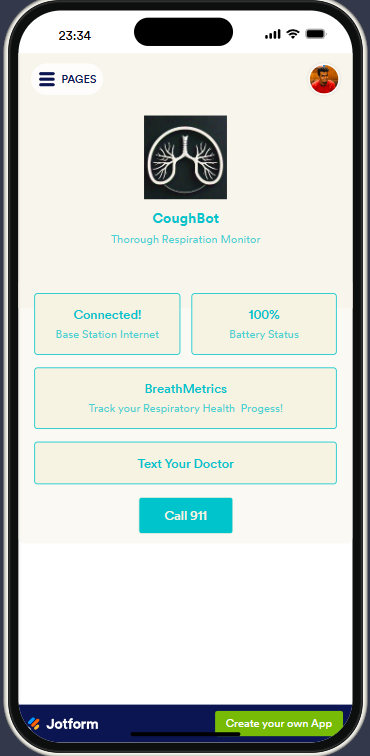 23:34
PAGES
CoughBot
Thorough Respiration Monitor
Connected!
Base Station Internet
100%
Battery Status
BreathMetrics
Track your Respiratory Health  Progess!
Text Your Doctor
Call 911
Jotform
Create your own App